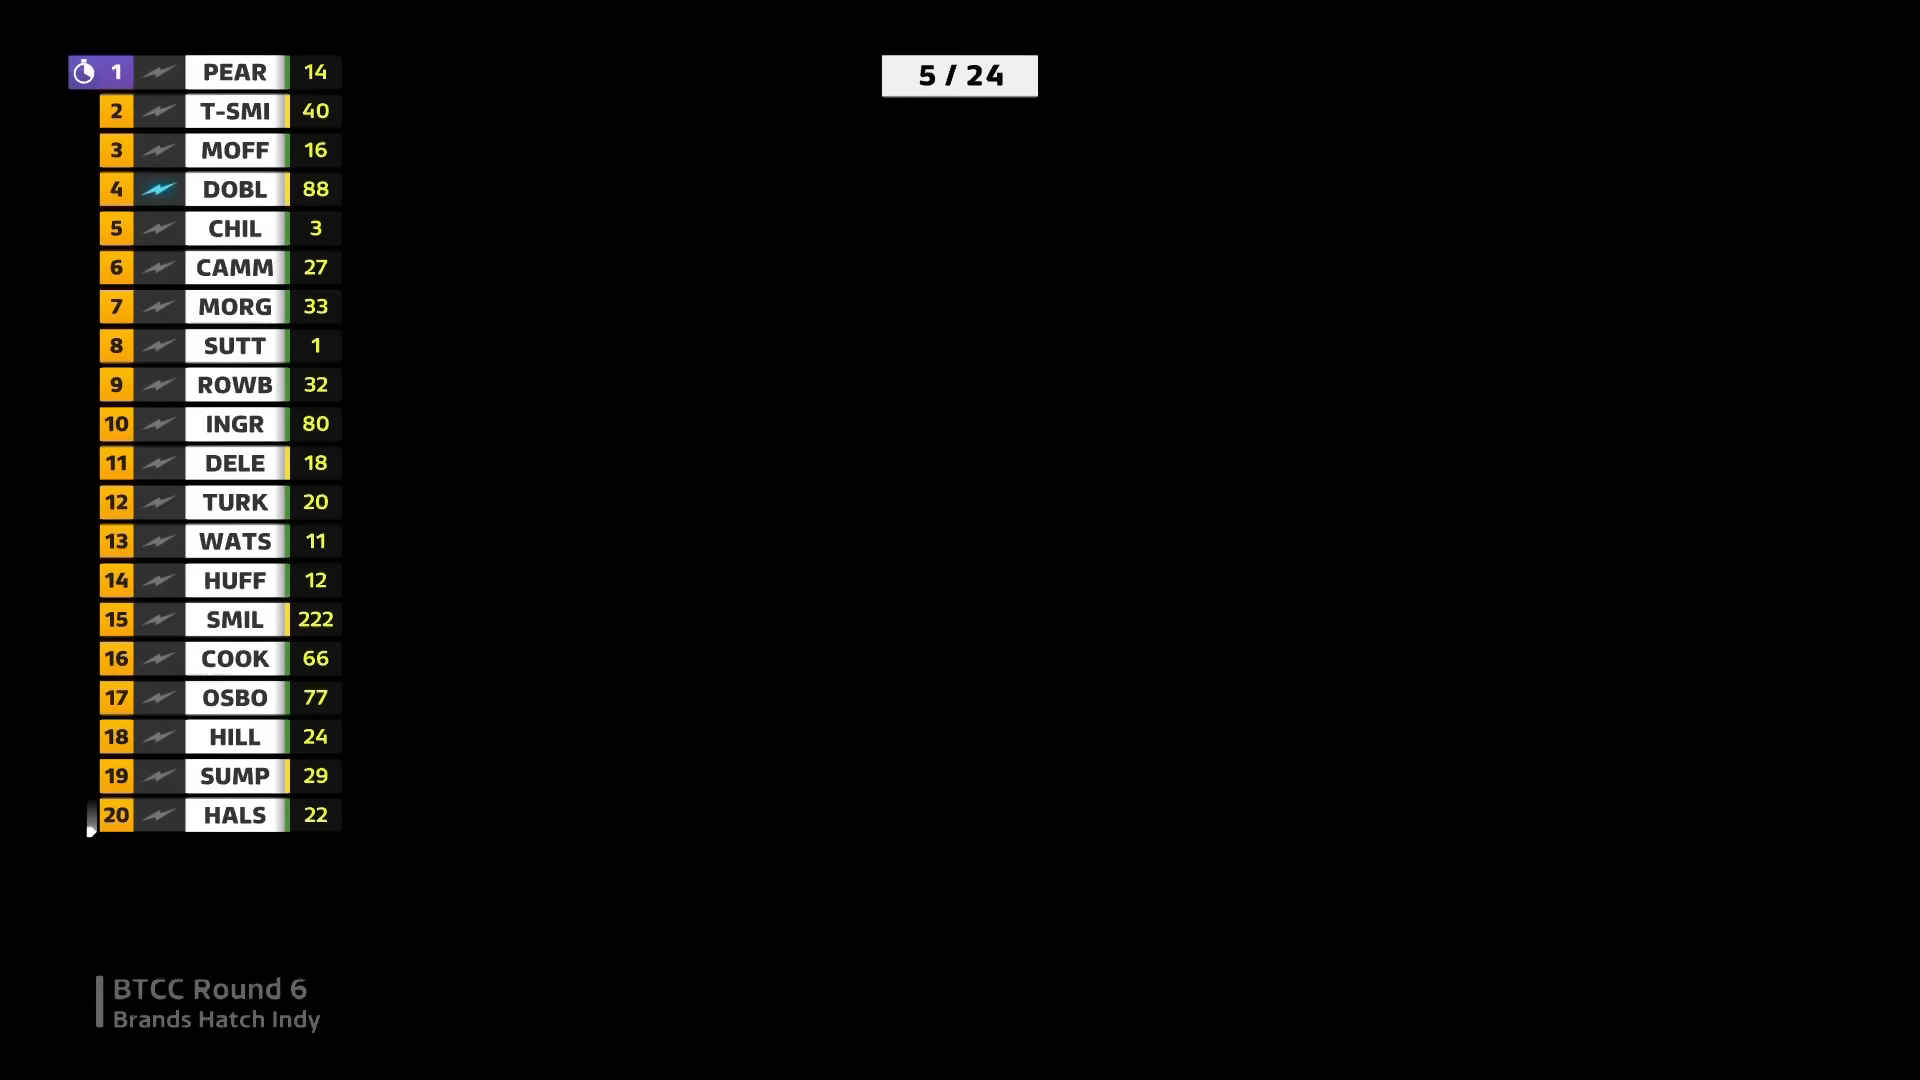 5 / 24
1 PEAR 14
2 T-SMI 40
3 MOFF 16
4 DOBL 88
5 CHIL 3
6 CAMM 27
7 MORG 33
8 SUTT 1
9 ROWB 32
10 INGR 80
11 DELE 18
12 TURK 20
13 WATS 11
14 HUFF 12
15 SMIL 222
16 COOK 66
17 OSBO 77
18 HILL 24
19 SUMP 29
20 HALS 22
BTCC Round 6
Brands Hatch Indy